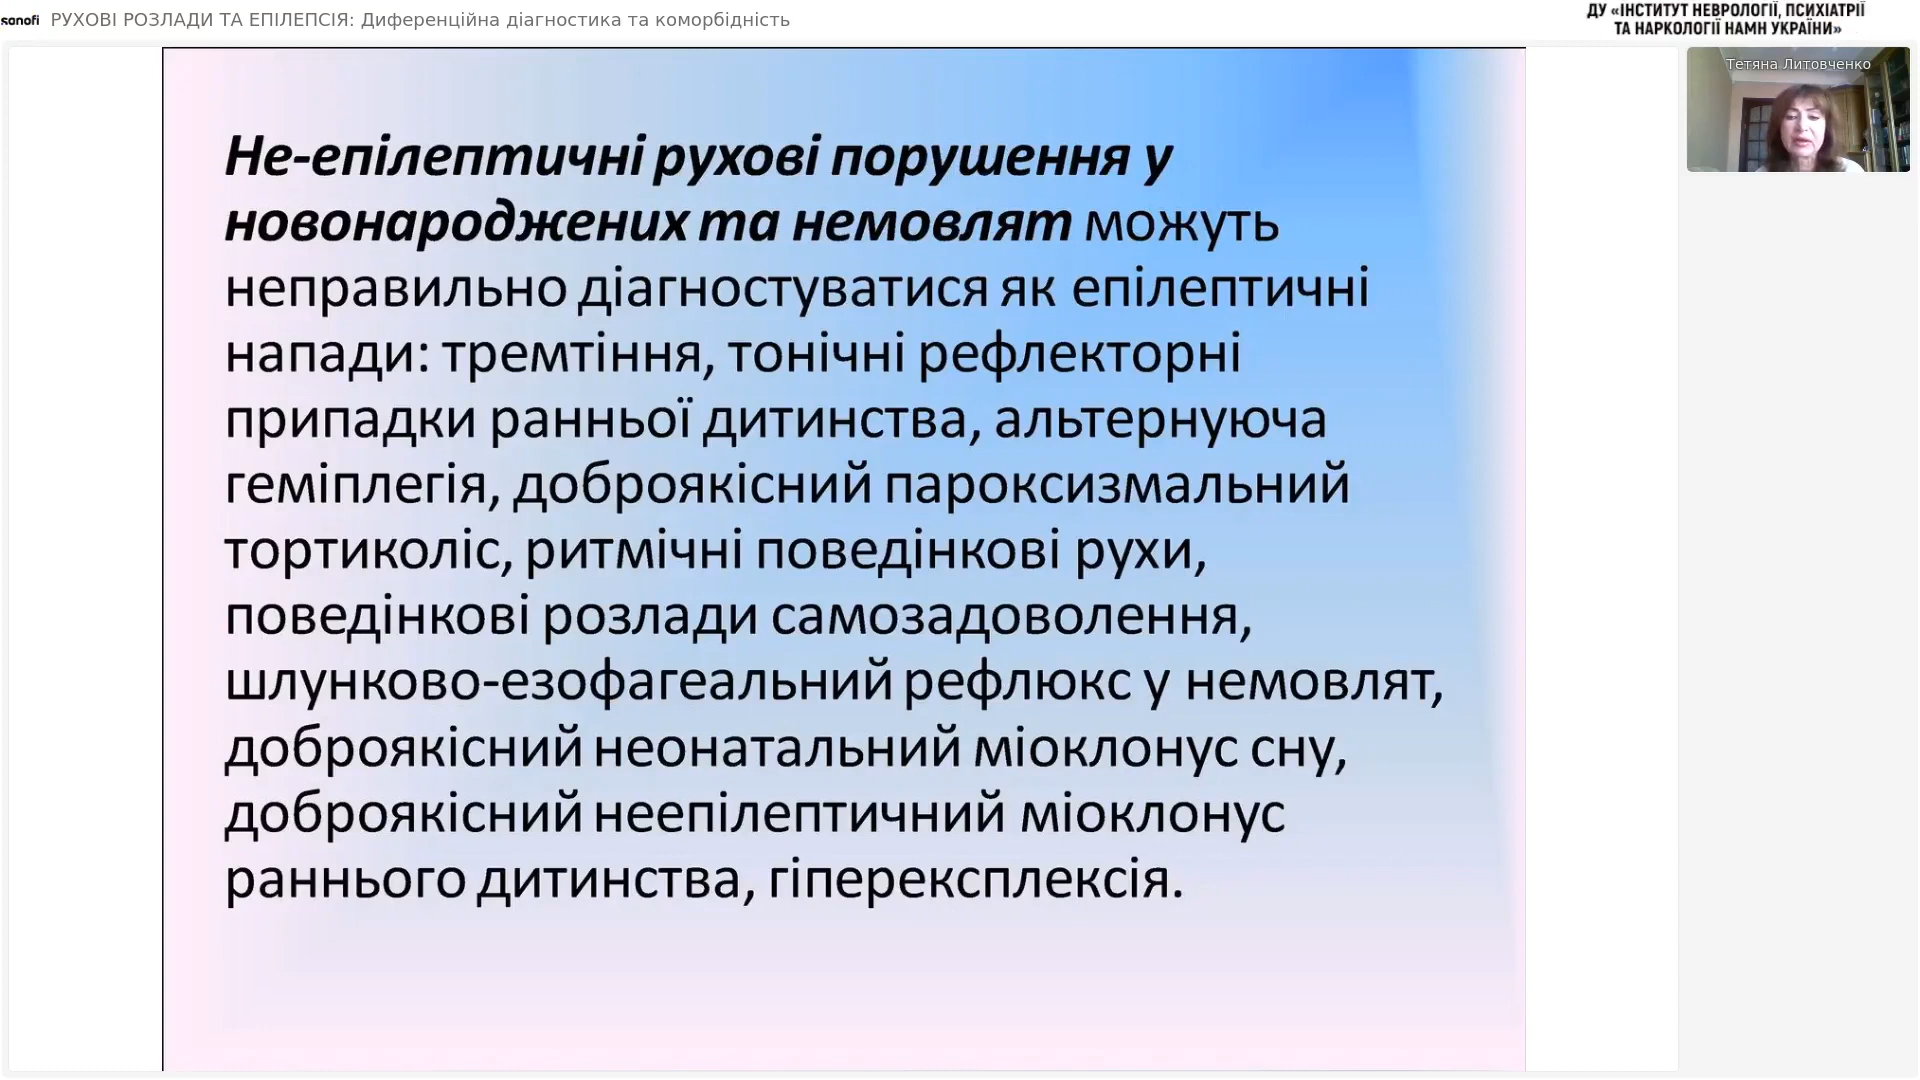 sanofi РУХОВІ РОЗЛАДИ ТА ЕПІЛЕПСІЯ: Диференційна діагностика та коморбідність
ДУ «ІНСТИТУТ НЕВРОЛОГІЇ, ПСИХІАТРІЇ
ТА НАРКОЛОГІЇ НАМН УКРАЇНИ»
Тетяна Литовченко
Не-епілептичні рухові порушення у
новонароджених та немовлят можуть
неправильно діагностуватися як епілептичні
напади: тремтіння, тонічні рефлекторні
припадки ранньої дитинства, альтернуюча
геміплегія, доброякісний пароксизмальний
тортиколіс, ритмічні поведінкові рухи,
поведінкові розлади самозадоволення,
шлунково-езофагеальний рефлюкс у немовлят,
доброякісний неонатальний міоклонус сну,
доброякісний неепілептичний міоклонус
раннього дитинства, гіперексплексія.